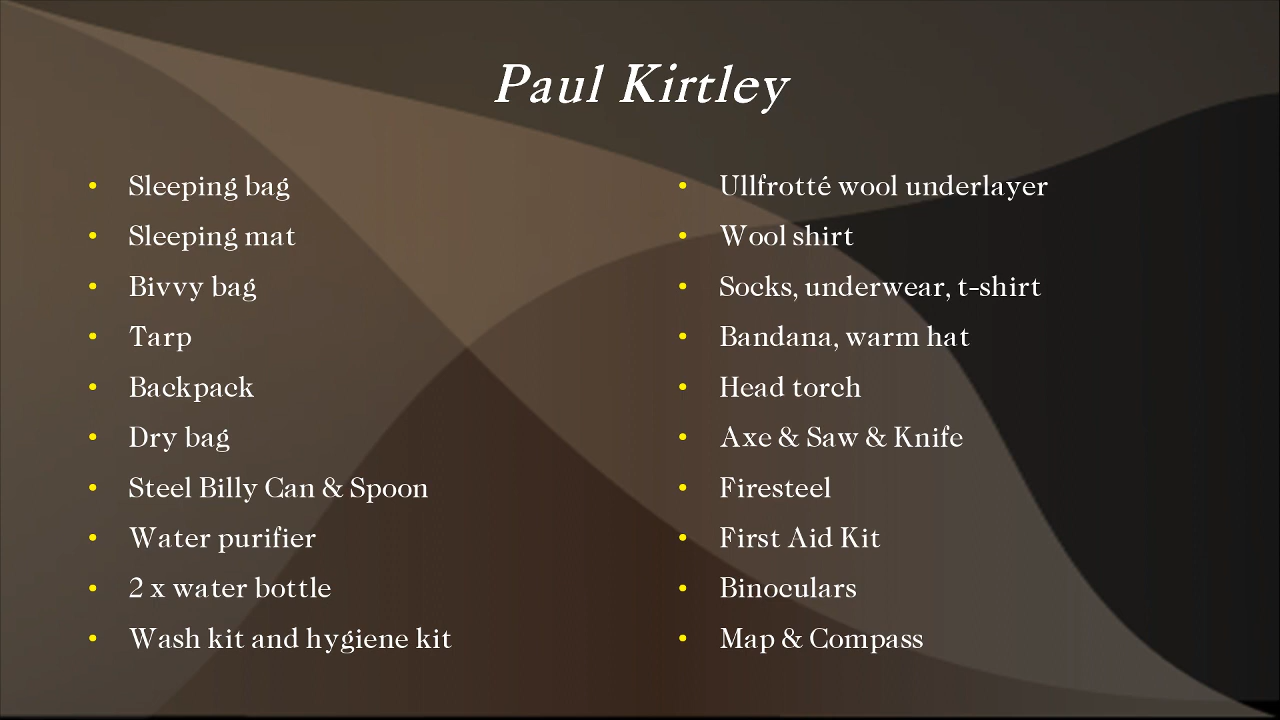 Paul Kirtley
• Sleeping bag
• Sleeping mat
• Bivvy bag
• Tarp
• Backpack
• Dry bag
• Steel Billy Can & Spoon
• Water purifier
• 2 x water bottle
• Wash kit and hygiene kit
• Ullfrotté wool underlayer
• Wool shirt
• Socks, underwear, t-shirt
• Bandana, warm hat
• Head torch
• Axe & Saw & Knife
• Firesteel
• First Aid Kit
• Binoculars
• Map & Compass